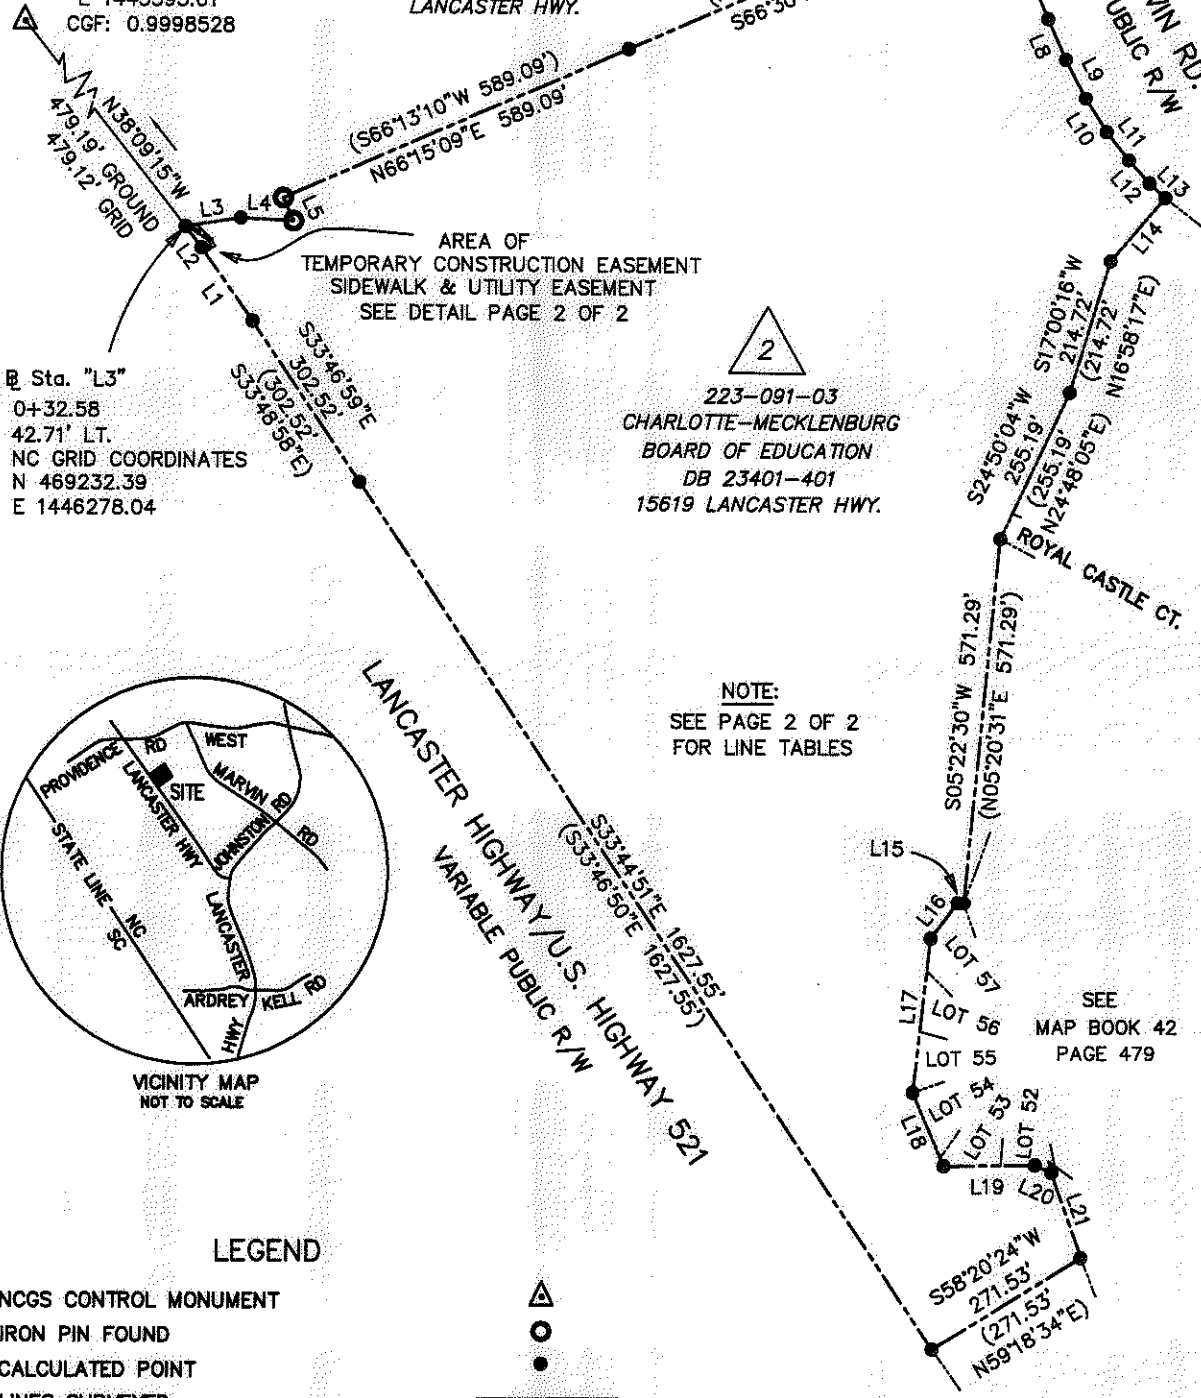 E 1445595.61
CGF: 0.9998528
LANCASTER HWY.
S66°30'
L8
L9
L10
L11
L12
L13
L14
VIN RD.
UBLIC R/W
N38°09'15"W
479.19' GROUND
479.12' GRID
(S66°13'10"W 589.09')
N66°15'09"E 589.09'
L3
L4
L5
L2
L1
AREA OF
TEMPORARY CONSTRUCTION EASEMENT
SIDEWALK & UTILITY EASEMENT
SEE DETAIL PAGE 2 OF 2
S33°46'59"E
302.52'
(302.52'
S33°48'58"E)
BL Sta. "L3"
0+32.58
42.71' LT.
NC GRID COORDINATES
N 469232.39
E 1446278.04
2
223-091-03
CHARLOTTE-MECKLENBURG
BOARD OF EDUCATION
DB 23401-401
15619 LANCASTER HWY.
S17°00'16"W
214.72'
(214.72'
N16°58'17"E)
S24°50'04"W
255.19'
(255.19'
N24°48'05"E)
ROYAL CASTLE CT.
S05°22'30"W 571.29'
(N05°20'31"E 571.29')
NOTE:
SEE PAGE 2 OF 2
FOR LINE TABLES
LANCASTER HIGHWAY/U.S. HIGHWAY 521
VARIABLE PUBLIC R/W
S33°44'51"E 1627.55'
(S33°46'50"E 1627.55')
PROVIDENCE RD WEST
LANCASTER HWY
SITE
MARVIN RD
JOHNSTON RD
STATE LINE
NC
SC
LANCASTER HWY
ARDREY KELL RD
VICINITY MAP
NOT TO SCALE
L15
L16
L17
L18
L19
L20
L21
LOT 57
LOT 56
LOT 55
LOT 54
LOT 53
LOT 52
SEE
MAP BOOK 42
PAGE 479
S58°20'24"W
271.53'
(271.53'
N59°18'34"E)
LEGEND
NCGS CONTROL MONUMENT
IRON PIN FOUND
CALCULATED POINT